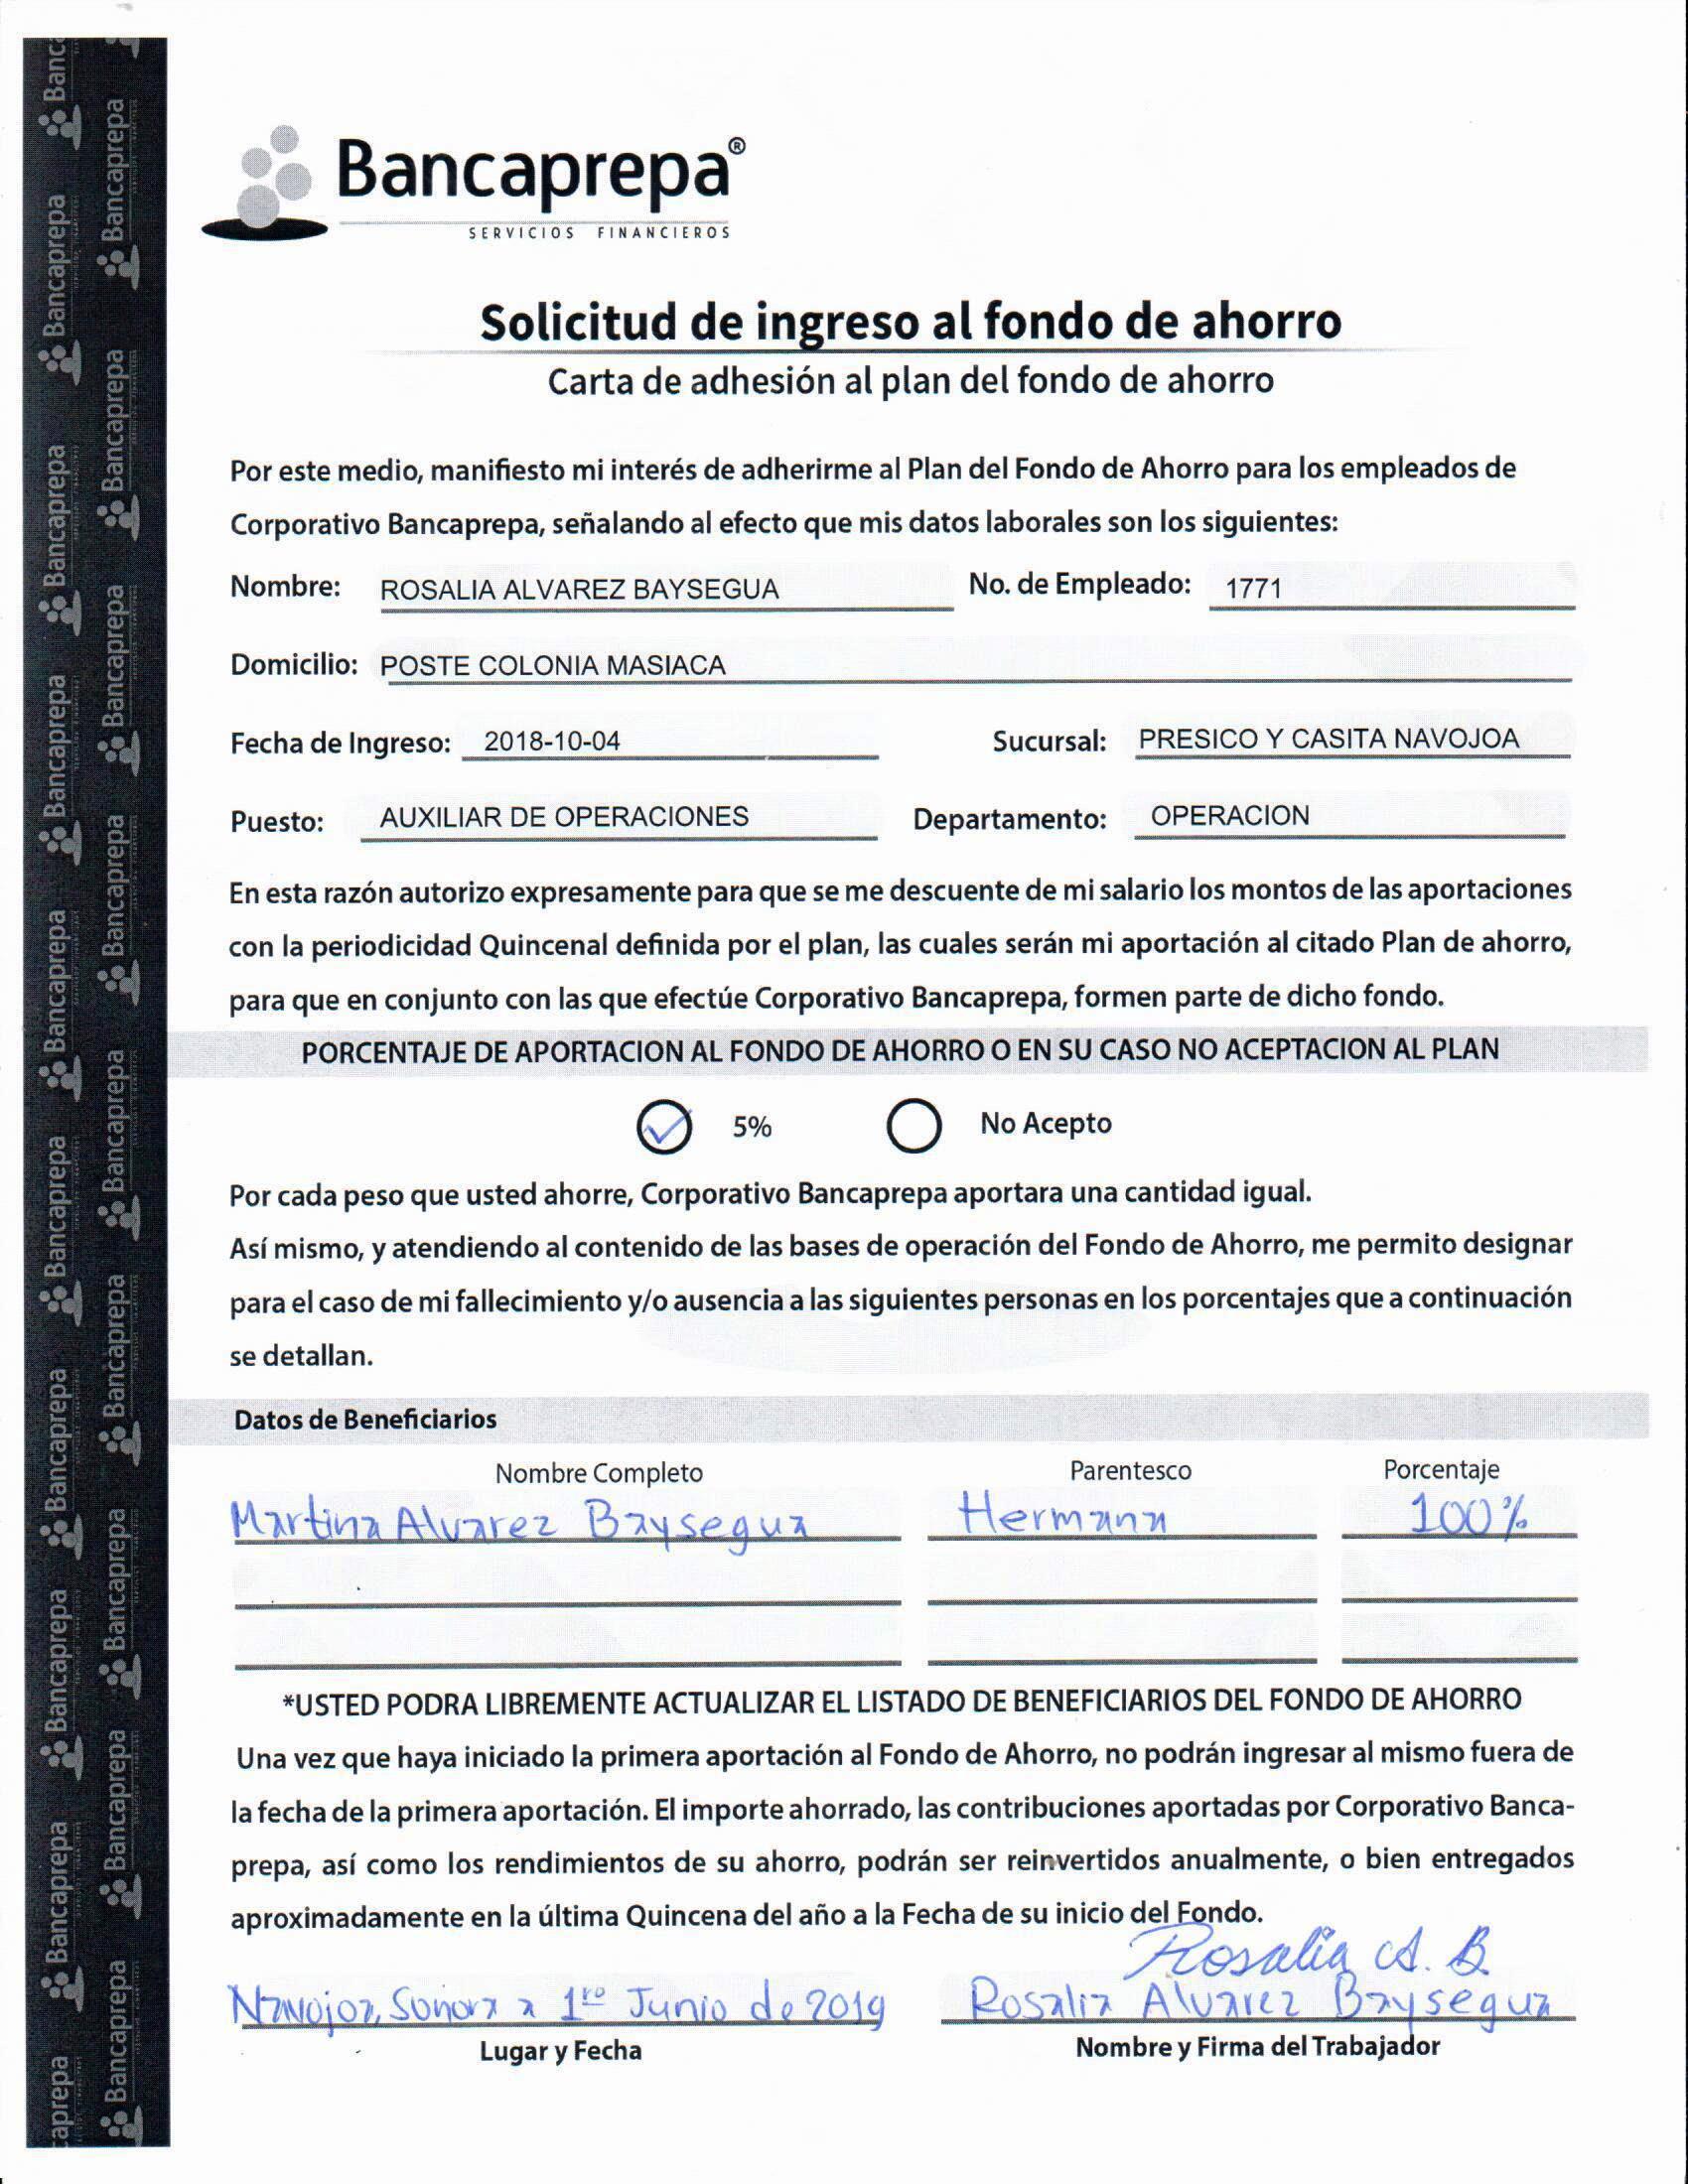 Bancaprepa®
SERVICIOS FINANCIEROS
Solicitud de ingreso al fondo de ahorro
Carta de adhesión al plan del fondo de ahorro
Por este medio, manifiesto mi interés de adherirme al Plan del Fondo de Ahorro para los empleados de
Corporativo Bancaprepa, señalando al efecto que mis datos laborales son los siguientes:
Nombre: ROSALIA ALVAREZ BAYSEGUA No. de Empleado: 1771
Domicilio: POSTE COLONIA MASIACA
Fecha de Ingreso: 2018-10-04 Sucursal: PRESICO Y CASITA NAVOJOA
Puesto: AUXILIAR DE OPERACIONES Departamento: OPERACION
En esta razón autorizo expresamente para que se me descuente de mi salario los montos de las aportaciones
con la periodicidad Quincenal definida por el plan, las cuales serán mi aportación al citado Plan de ahorro,
para que en conjunto con las que efectúe Corporativo Bancaprepa, formen parte de dicho fondo.
PORCENTAJE DE APORTACION AL FONDO DE AHORRO O EN SU CASO NO ACEPTACION AL PLAN
5% No Acepto
Por cada peso que usted ahorre, Corporativo Bancaprepa aportara una cantidad igual.
Así mismo, y atendiendo al contenido de las bases de operación del Fondo de Ahorro, me permito designar
para el caso de mi fallecimiento y/o ausencia a las siguientes personas en los porcentajes que a continuación
se detallan.
Datos de Beneficiarios
Nombre Completo Parentesco Porcentaje
Martina Alvarez Baysegua Hermana 100%
*USTED PODRA LIBREMENTE ACTUALIZAR EL LISTADO DE BENEFICIARIOS DEL FONDO DE AHORRO
Una vez que haya iniciado la primera aportación al Fondo de Ahorro, no podrán ingresar al mismo fuera de
la fecha de la primera aportación. El importe ahorrado, las contribuciones aportadas por Corporativo Banca-
prepa, así como los rendimientos de su ahorro, podrán ser reinvertidos anualmente, o bien entregados
aproximadamente en la última Quincena del año a la Fecha de su inicio del Fondo.
Rosalia A. B.
Navojoa, Sonora a 1ro Junio de 2019 Rosalia Alvarez Baysegua
Lugar y Fecha Nombre y Firma del Trabajador